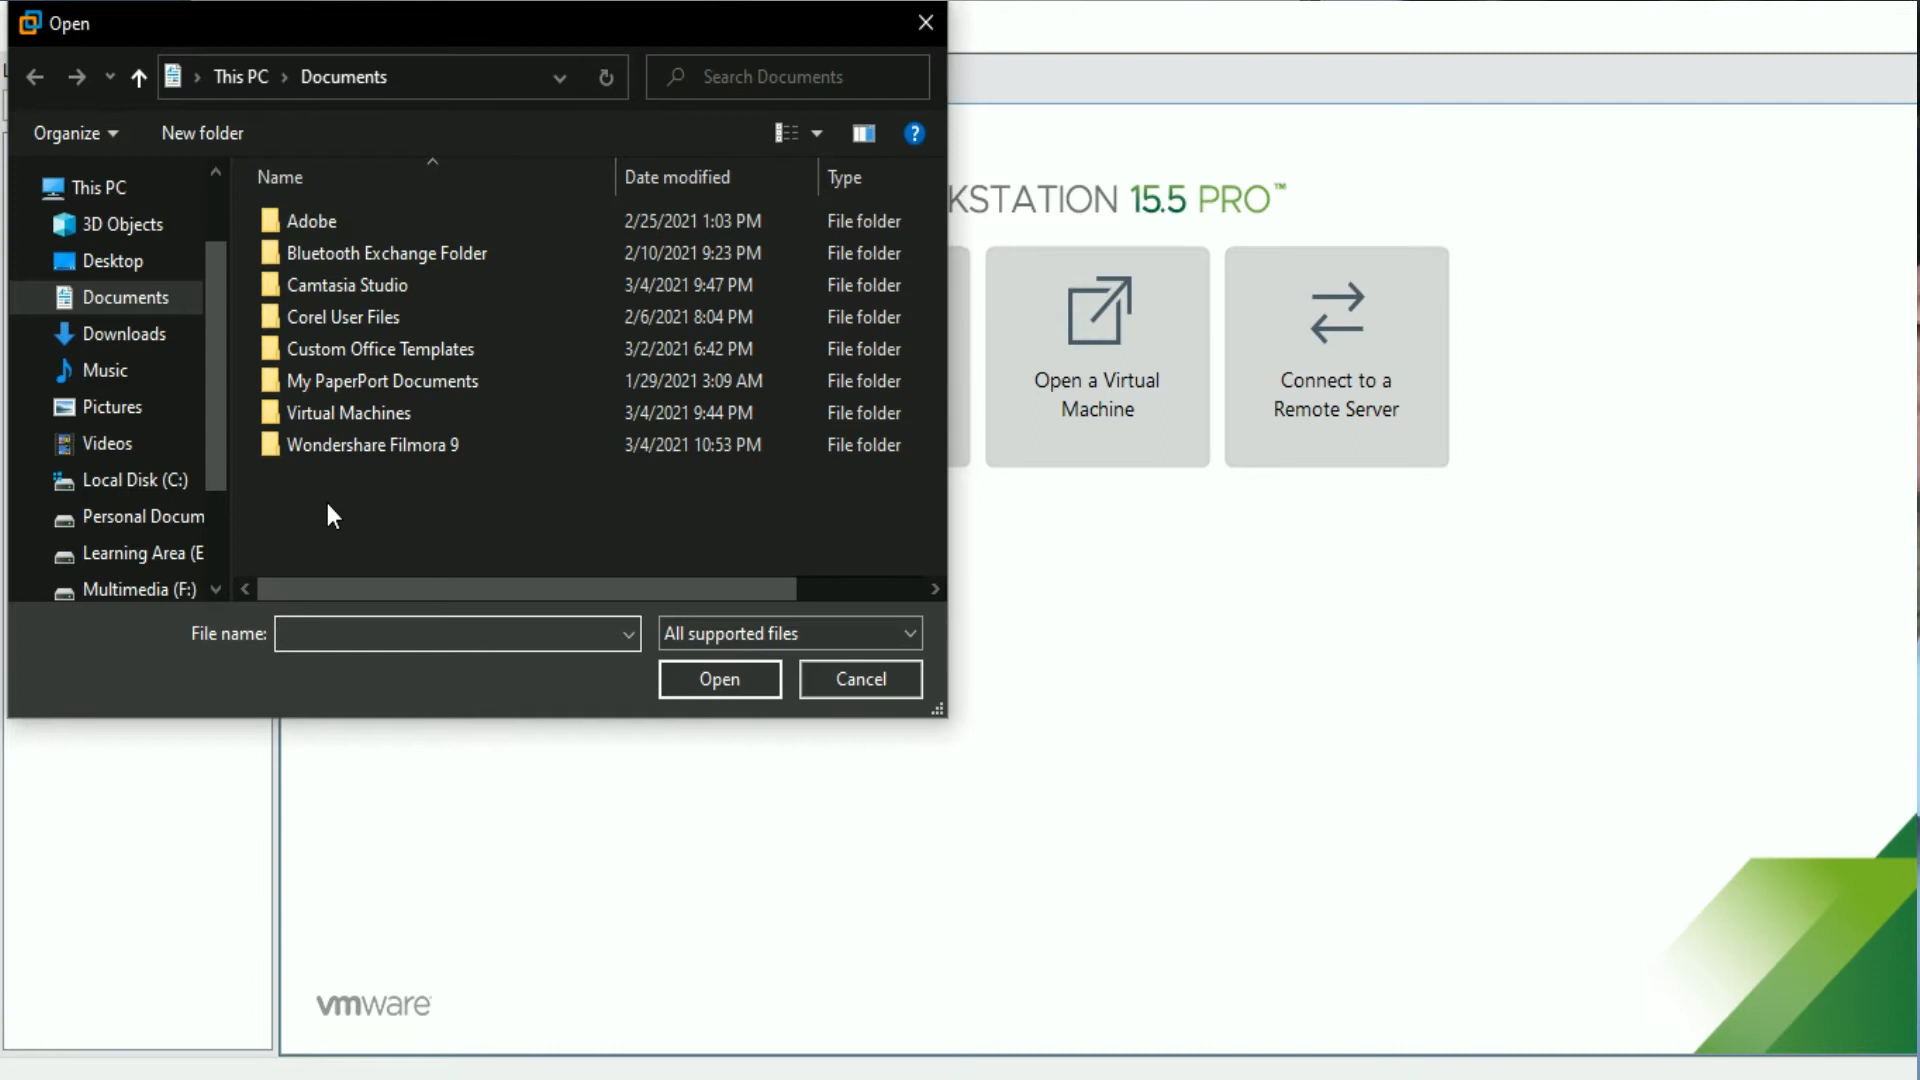 Open
This PC > Documents
Search Documents
Organize
New folder
Name
Date modified
Type
This PC
3D Objects
Desktop
Documents
Downloads
Music
Pictures
Videos
Local Disk (C:)
Personal Docum
Learning Area (E
Multimedia (F:)
Adobe 2/25/2021 1:03 PM File folder
Bluetooth Exchange Folder 2/10/2021 9:23 PM File folder
Camtasia Studio 3/4/2021 9:47 PM File folder
Corel User Files 2/6/2021 8:04 PM File folder
Custom Office Templates 3/2/2021 6:42 PM File folder
My PaperPort Documents 1/29/2021 3:09 AM File folder
Virtual Machines 3/4/2021 9:44 PM File folder
Wondershare Filmora 9 3/4/2021 10:53 PM File folder
File name:
All supported files
Open
Cancel
KSTATION 15.5 PRO™
Open a Virtual
Machine
Connect to a
Remote Server
vmware